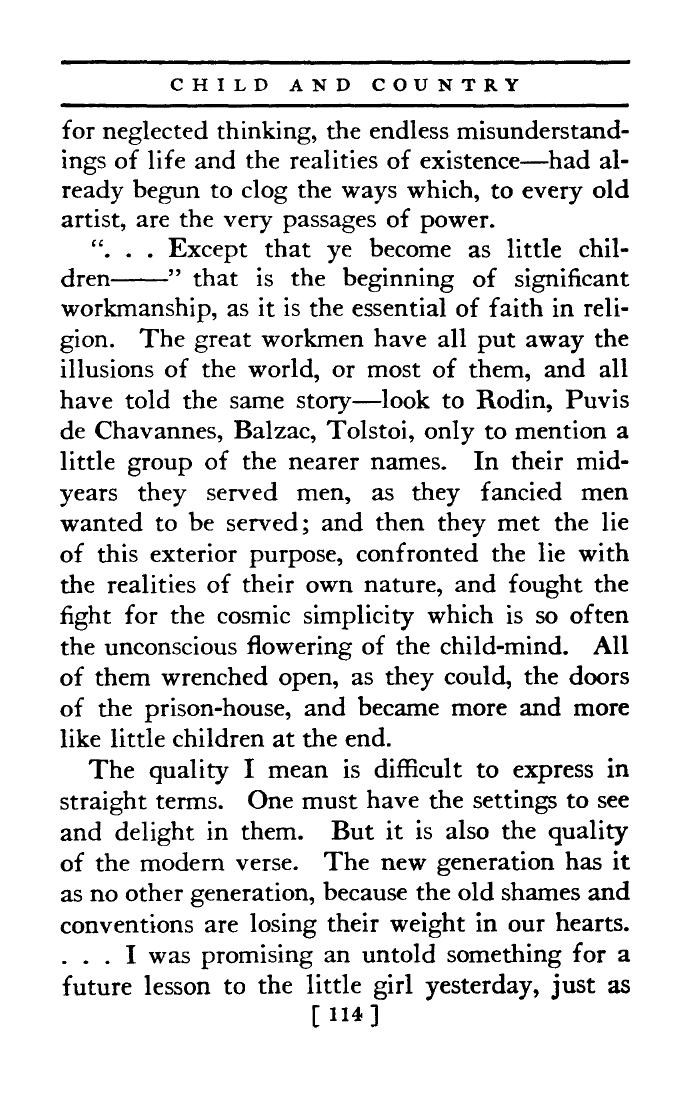 CHILD AND COUNTRY
for neglected thinking, the endless misunderstand-
ings of life and the realities of existence—had al-
ready begun to clog the ways which, to every old
artist, are the very passages of power.
“. . . Except that ye become as little chil-
dren——” that is the beginning of significant
workmanship, as it is the essential of faith in reli-
gion. The great workmen have all put away the
illusions of the world, or most of them, and all
have told the same story—look to Rodin, Puvis
de Chavannes, Balzac, Tolstoi, only to mention a
little group of the nearer names. In their mid-
years they served men, as they fancied men
wanted to be served; and then they met the lie
of this exterior purpose, confronted the lie with
the realities of their own nature, and fought the
fight for the cosmic simplicity which is so often
the unconscious flowering of the child-mind. All
of them wrenched open, as they could, the doors
of the prison-house, and became more and more
like little children at the end.
The quality I mean is difficult to express in
straight terms. One must have the settings to see
and delight in them. But it is also the quality
of the modern verse. The new generation has it
as no other generation, because the old shames and
conventions are losing their weight in our hearts.
. . . I was promising an untold something for a
future lesson to the little girl yesterday, just as
[ 114 ]